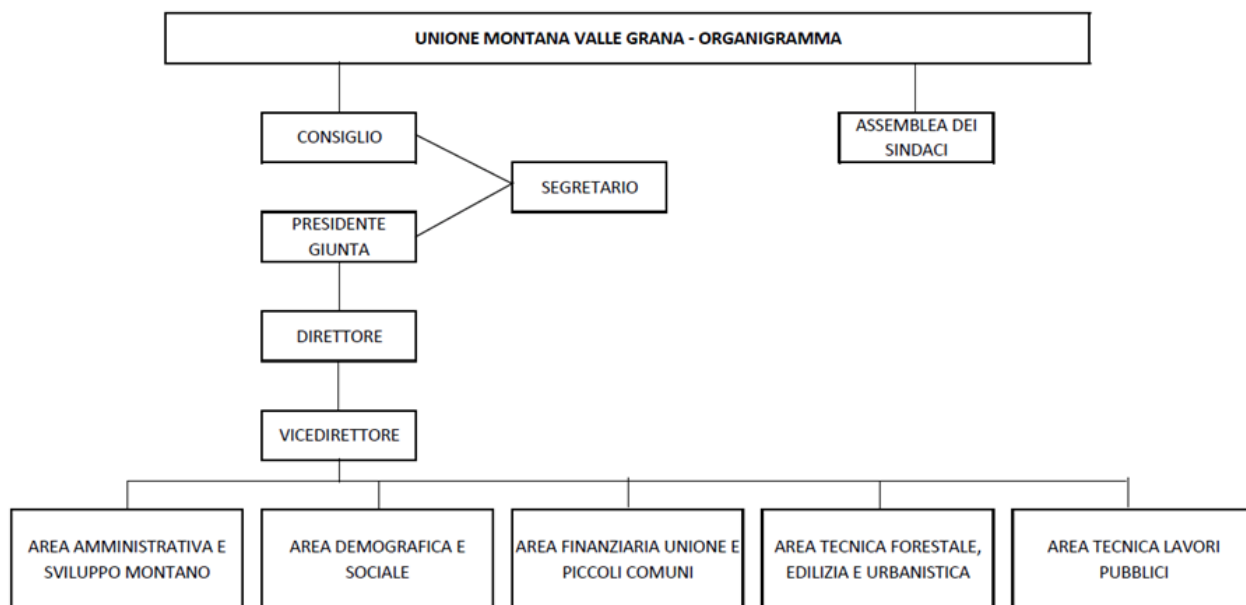 UNIONE MONTANA VALLE GRANA - ORGANIGRAMMA
CONSIGLIO
ASSEMBLEA DEI
SINDACI
SEGRETARIO
PRESIDENTE
GIUNTA
DIRETTORE
VICEDIRETTORE
AREA AMMINISTRATIVA E
SVILUPPO MONTANO
AREA DEMOGRAFICA E
SOCIALE
AREA FINANZIARIA UNIONE E
PICCOLI COMUNI
AREA TECNICA FORESTALE,
EDILIZIA E URBANISTICA
AREA TECNICA LAVORI
PUBBLICI